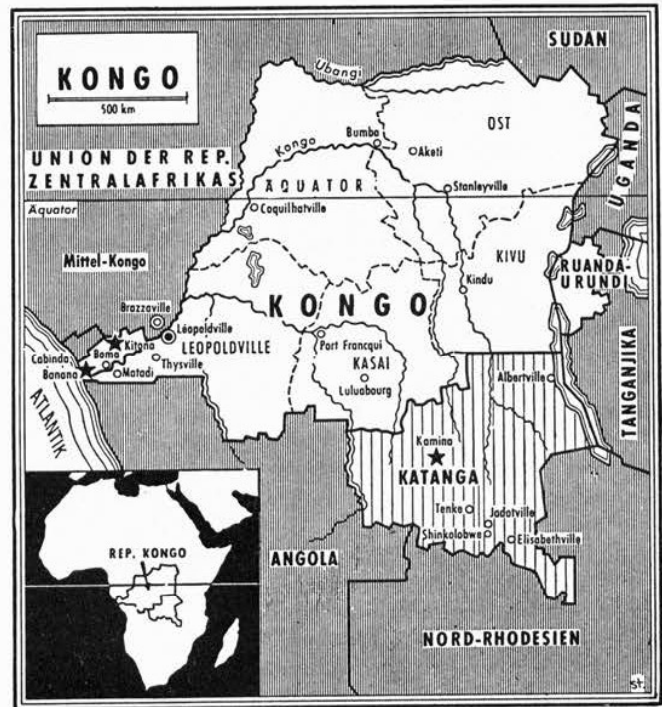 KONGO
500 km
SUDAN
Ubangi
UGANDA
OST
Bumba
Aketi
Kongo
UNION DER REP.
ZENTRALAFRIKAS
ÄQUATOR
Stanleyville
Äquator
Coquilhatville
Mittel-Kongo
KIVU
RUANDA-
URUNDI
Kindu
KONGO
Brazzaville
Léopoldville
LEOPOLDVILLE
Port Francqui
KASAI
Kitona
Cabinda
Boma
Thysville
Banana
Matadi
Luluabourg
Albertville
TANGANJIKA
ATLANTIK
Kamina
KATANGA
Tenke
Jadotville
Shinkolobwe
Elisabethville
REP. KONGO
ANGOLA
NORD-RHODESIEN
st.